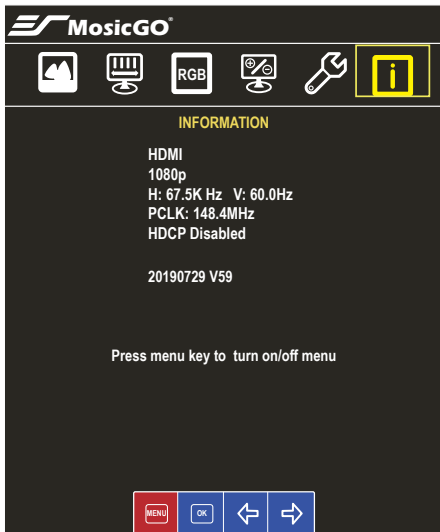 MosicGO®
RGB
INFORMATION
HDMI
1080p
H: 67.5K Hz V: 60.0Hz
PCLK: 148.4MHz
HDCP Disabled
20190729 V59
Press menu key to turn on/off menu
MENU OK